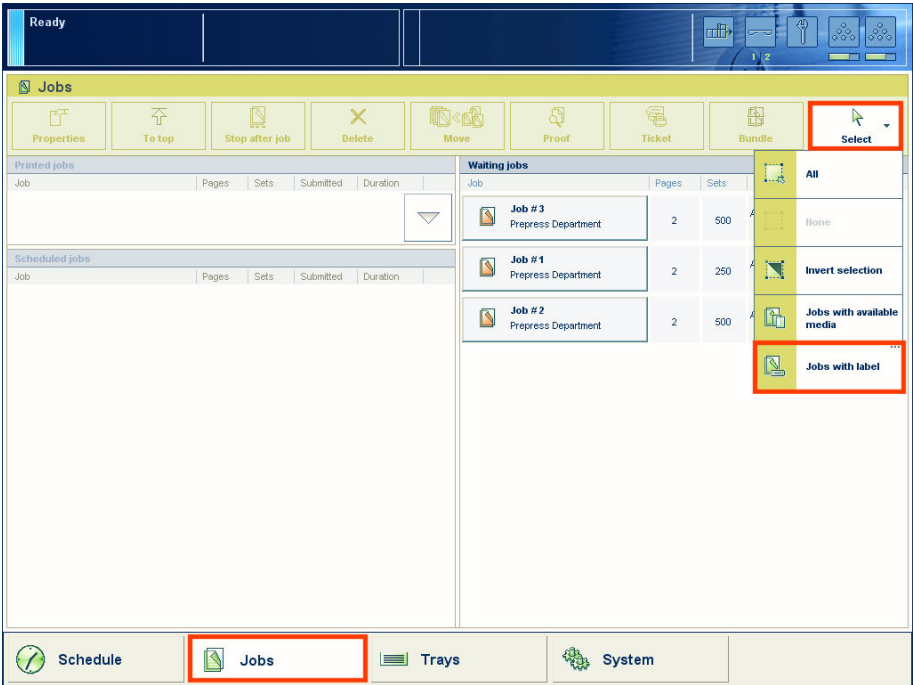 Ready
1 | 2
Jobs
Properties
To top
Stop after job
Delete
Move
Proof
Ticket
Bundle
Select
Printed jobs
Job Pages Sets Submitted Duration
Scheduled jobs
Job Pages Sets Submitted Duration
Waiting jobs
Job Pages Sets
Job # 3
Prepress Department
2 500
Job # 1
Prepress Department
2 250
Job # 2
Prepress Department
2 500
All
None
Invert selection
Jobs with available
media
Jobs with label
Schedule
Jobs
Trays
System